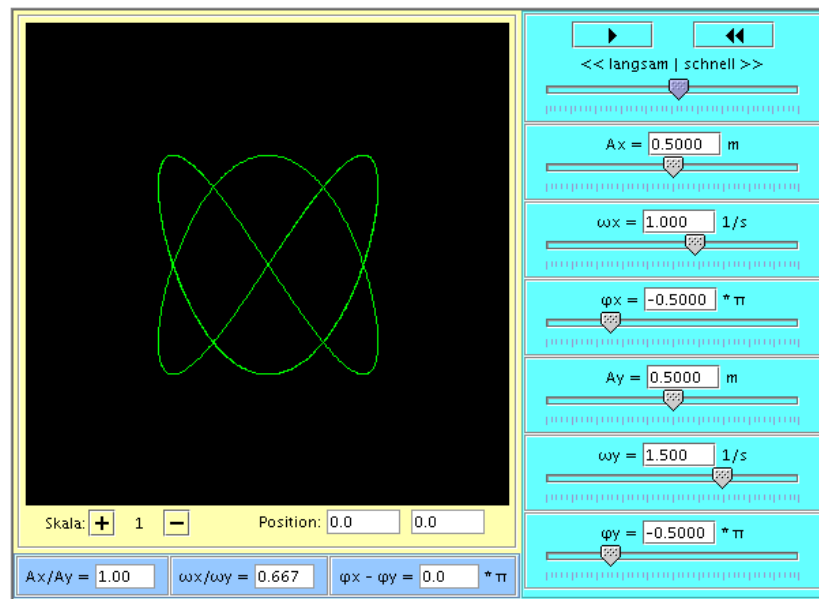 << langsam | schnell >>
Ax = 0.5000 m
ωx = 1.000 1/s
φx = -0.5000 * π
Ay = 0.5000 m
ωy = 1.500 1/s
φy = -0.5000 * π
Skala: + 1 − Position: 0.0 0.0
Ax/Ay = 1.00 ωx/ωy = 0.667 φx - φy = 0.0 * π